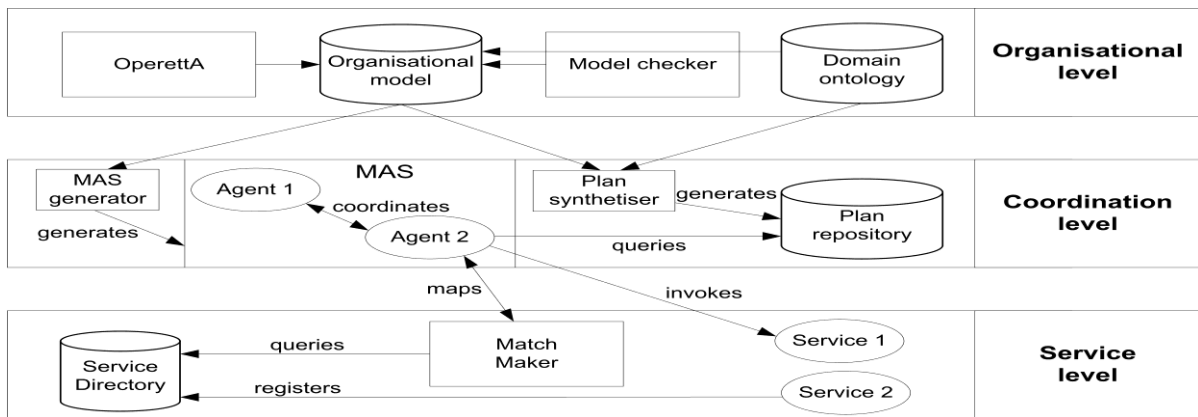 OperettA
Organisational
model
Model checker
Domain
ontology
Organisational
level
MAS
generator
generates
MAS
Agent 1
coordinates
Agent 2
Plan
synthetiser
generates
Plan
repository
queries
Coordination
level
maps
invokes
Service
Directory
queries
registers
Match
Maker
Service 1
Service 2
Service
level